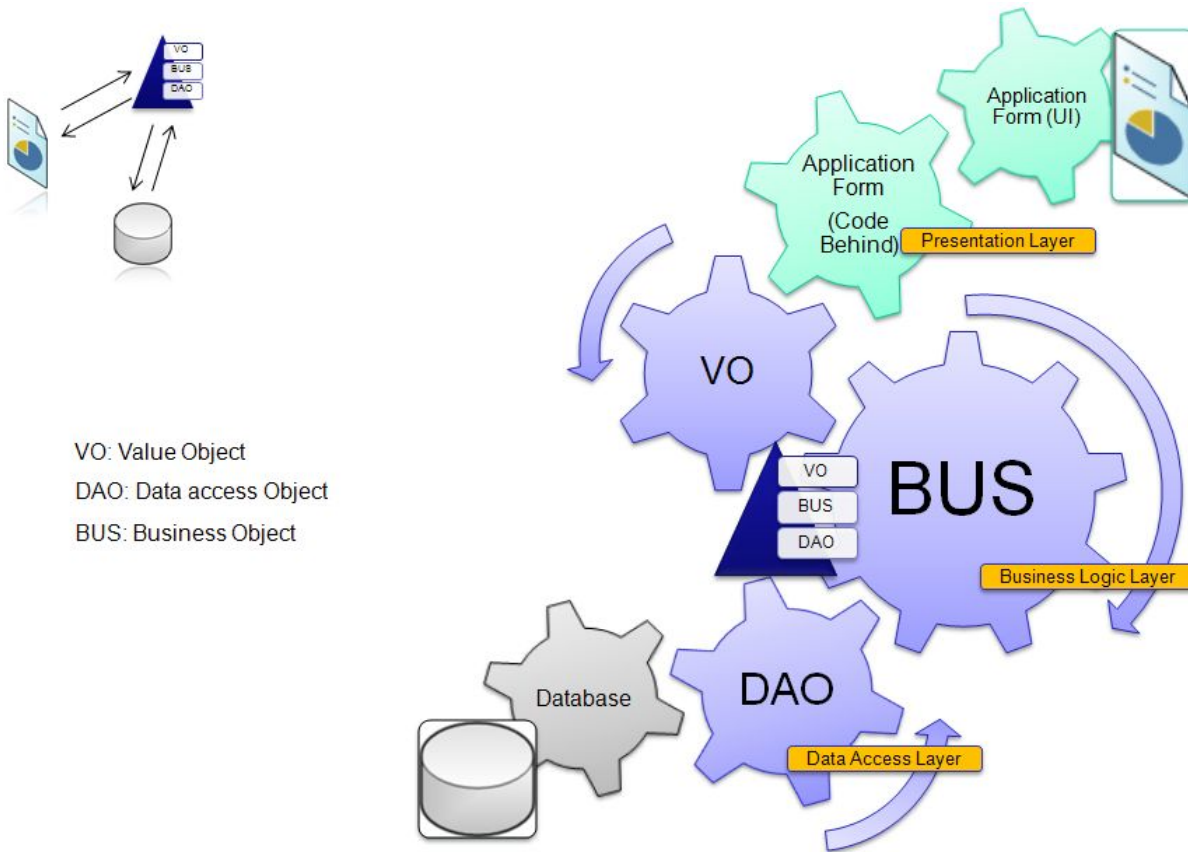 VO
BUS
DAO
Application
Form (UI)
Application
Form
(Code
Behind)
Presentation Layer
VO
VO: Value Object
DAO: Data access Object
BUS: Business Object
VO
BUS
DAO
BUS
Business Logic Layer
Database
DAO
Data Access Layer